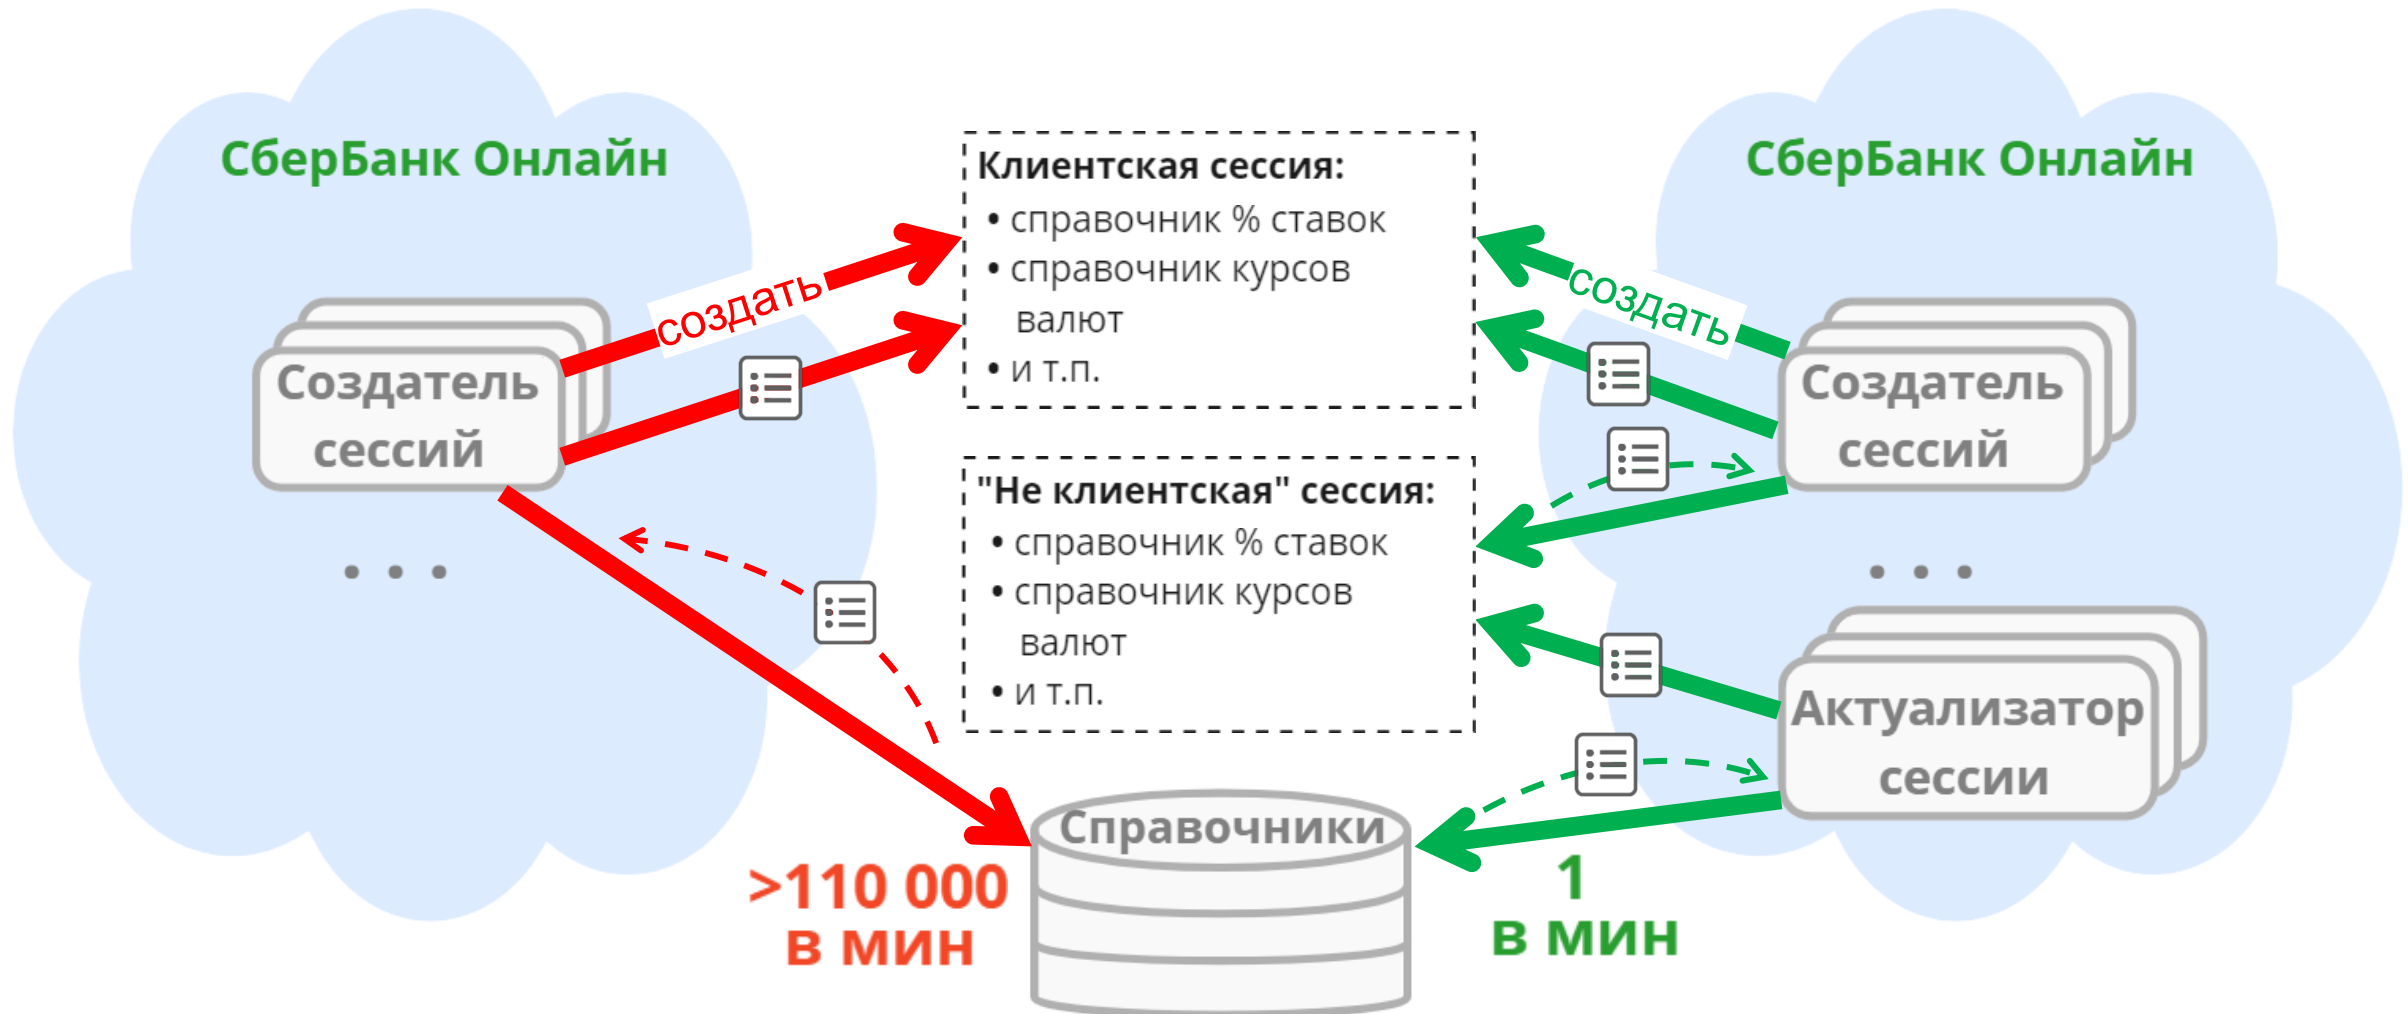 СберБанк Онлайн
Создатель
сессий
. . .
создать
Клиентская сессия:
• справочник % ставок
• справочник курсов
валют
• и т.п.
"Не клиентская" сессия:
• справочник % ставок
• справочник курсов
валют
• и т.п.
Справочники
>110 000
в мин
СберБанк Онлайн
создать
Создатель
сессий
. . .
Актуализатор
сессии
1
в мин